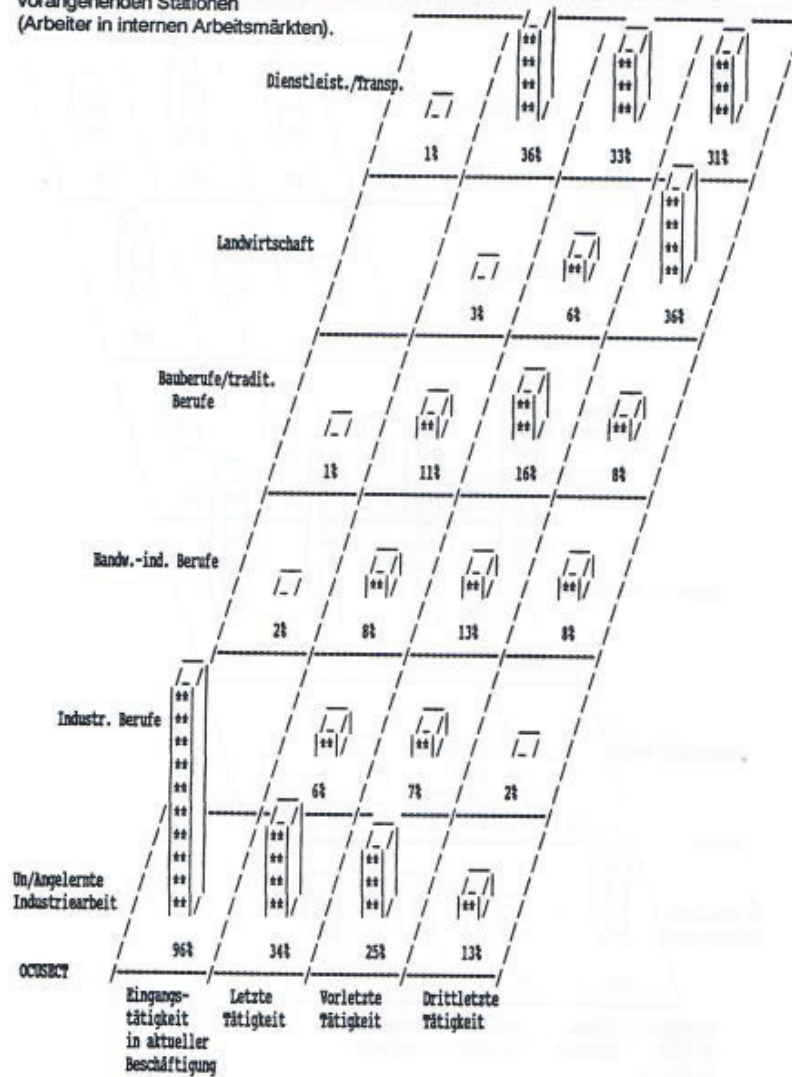 vorangehenden Stationen
(Arbeiter in internen Arbeitsmärkten).
Dienstleist./Transp.
1% 36% 33% 31%
Landwirtschaft
3% 6% 36%
Bauberufe/tradit.
Berufe
1% 11% 16% 8%
Handw.-ind. Berufe
2% 8% 13% 8%
Industr. Berufe
6% 7% 2%
Un/Angelernte
Industriearbeit
96% 34% 25% 13%
OCUSECT
Eingangs- Letzte Vorletzte Drittletzte
tätigkeit Tätigkeit Tätigkeit Tätigkeit
in aktueller
Beschäftigung